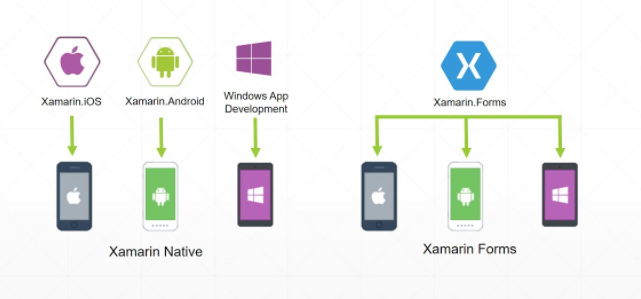 Xamarin.iOS
Xamarin.Android
Windows App
Development
Xamarin.Forms
Xamarin Native
Xamarin Forms